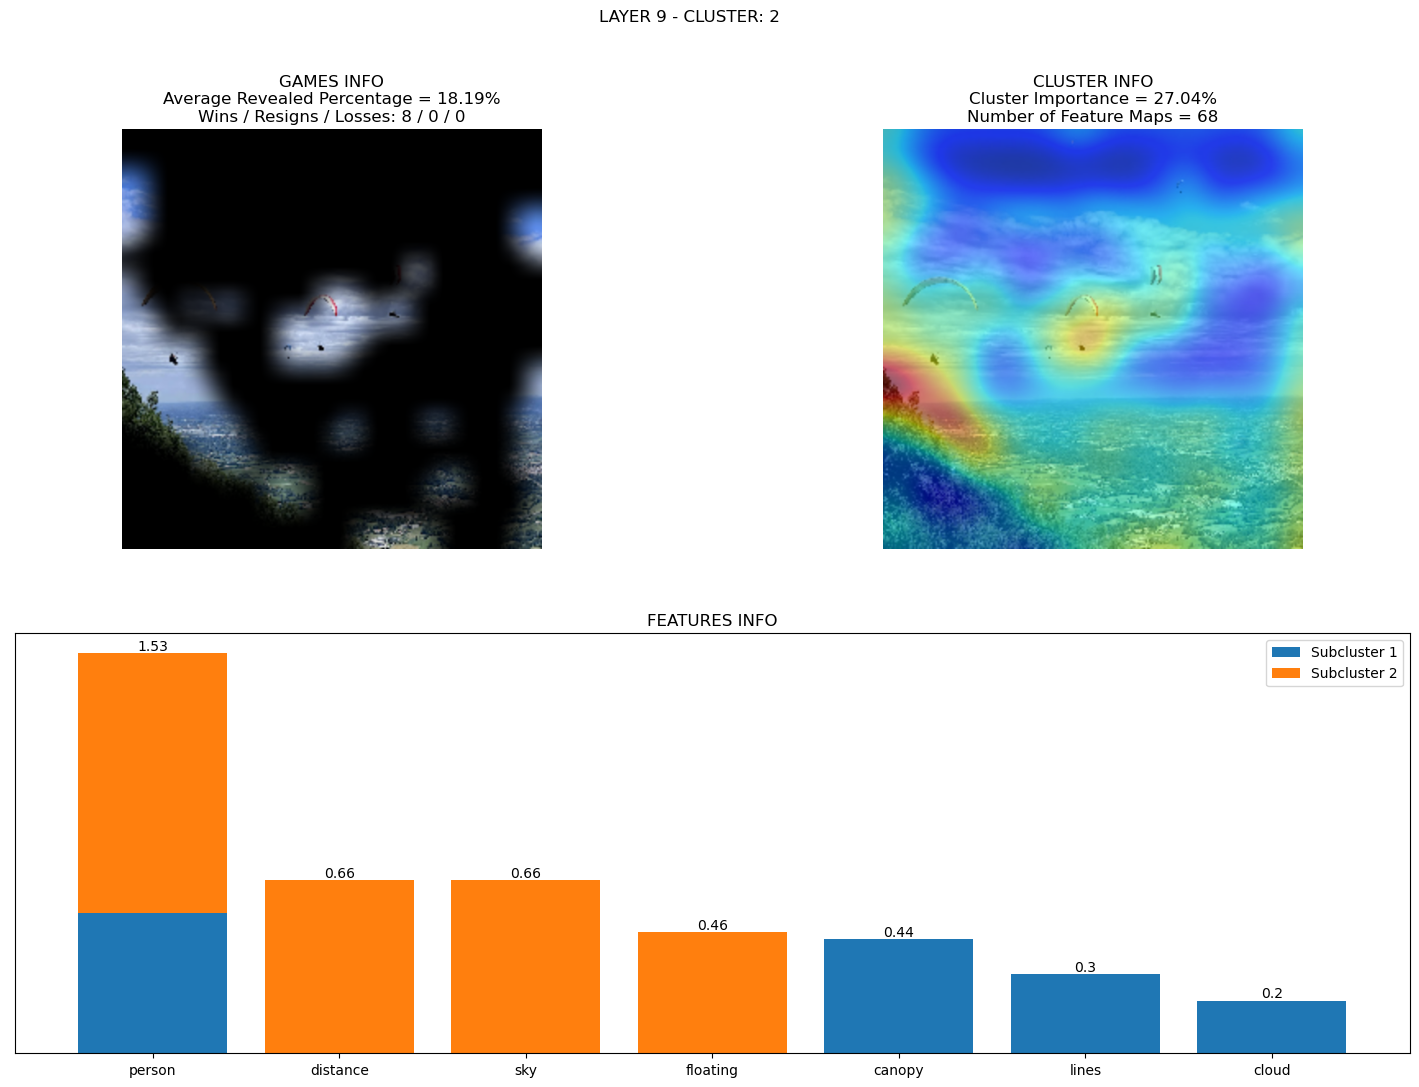 LAYER 9 - CLUSTER: 2
GAMES INFO
Average Revealed Percentage = 18.19%
Wins / Resigns / Losses: 8 / 0 / 0
CLUSTER INFO
Cluster Importance = 27.04%
Number of Feature Maps = 68
FEATURES INFO
Subcluster 1
Subcluster 2
1.53
0.66
0.66
0.46
0.44
0.3
0.2
person
distance
sky
floating
canopy
lines
cloud